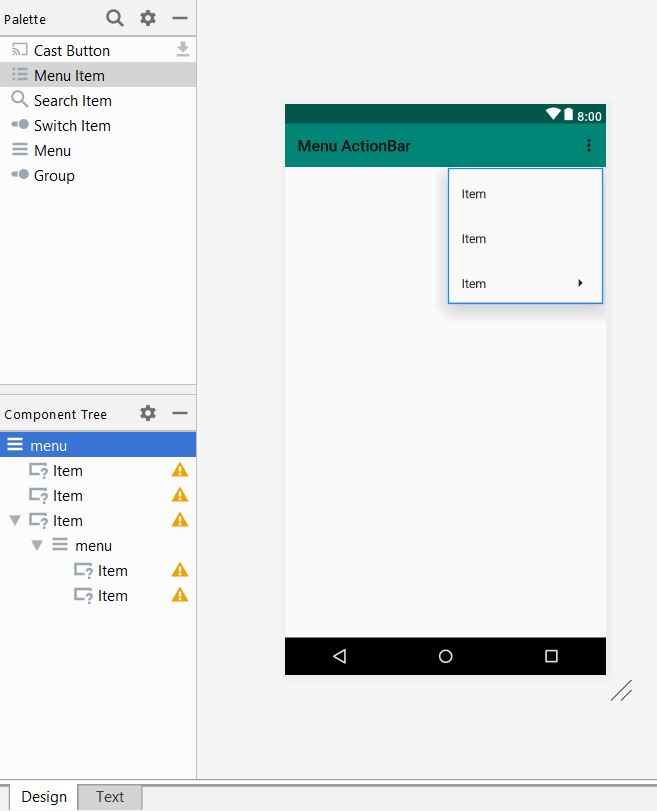 Palette
Cast Button
Menu Item
Search Item
Switch Item
Menu
Group
8:00
Menu ActionBar
Item
Item
Item
Component Tree
menu
Item
Item
Item
menu
Item
Item
Design
Text